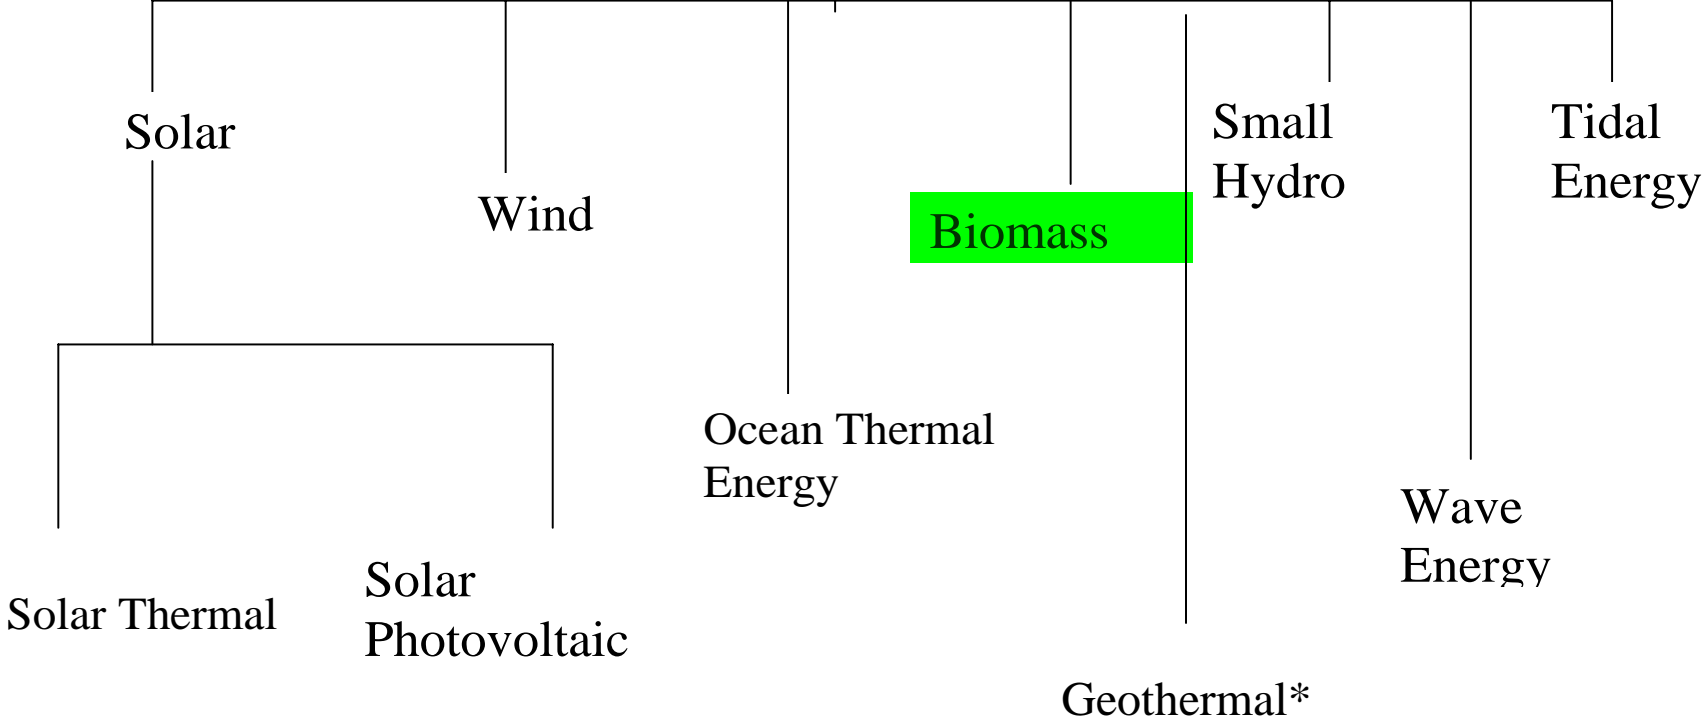 Solar
Wind
Biomass
Small
Hydro
Tidal
Energy
Ocean Thermal
Energy
Wave
Energy
Solar Thermal
Solar
Photovoltaic
Geothermal*